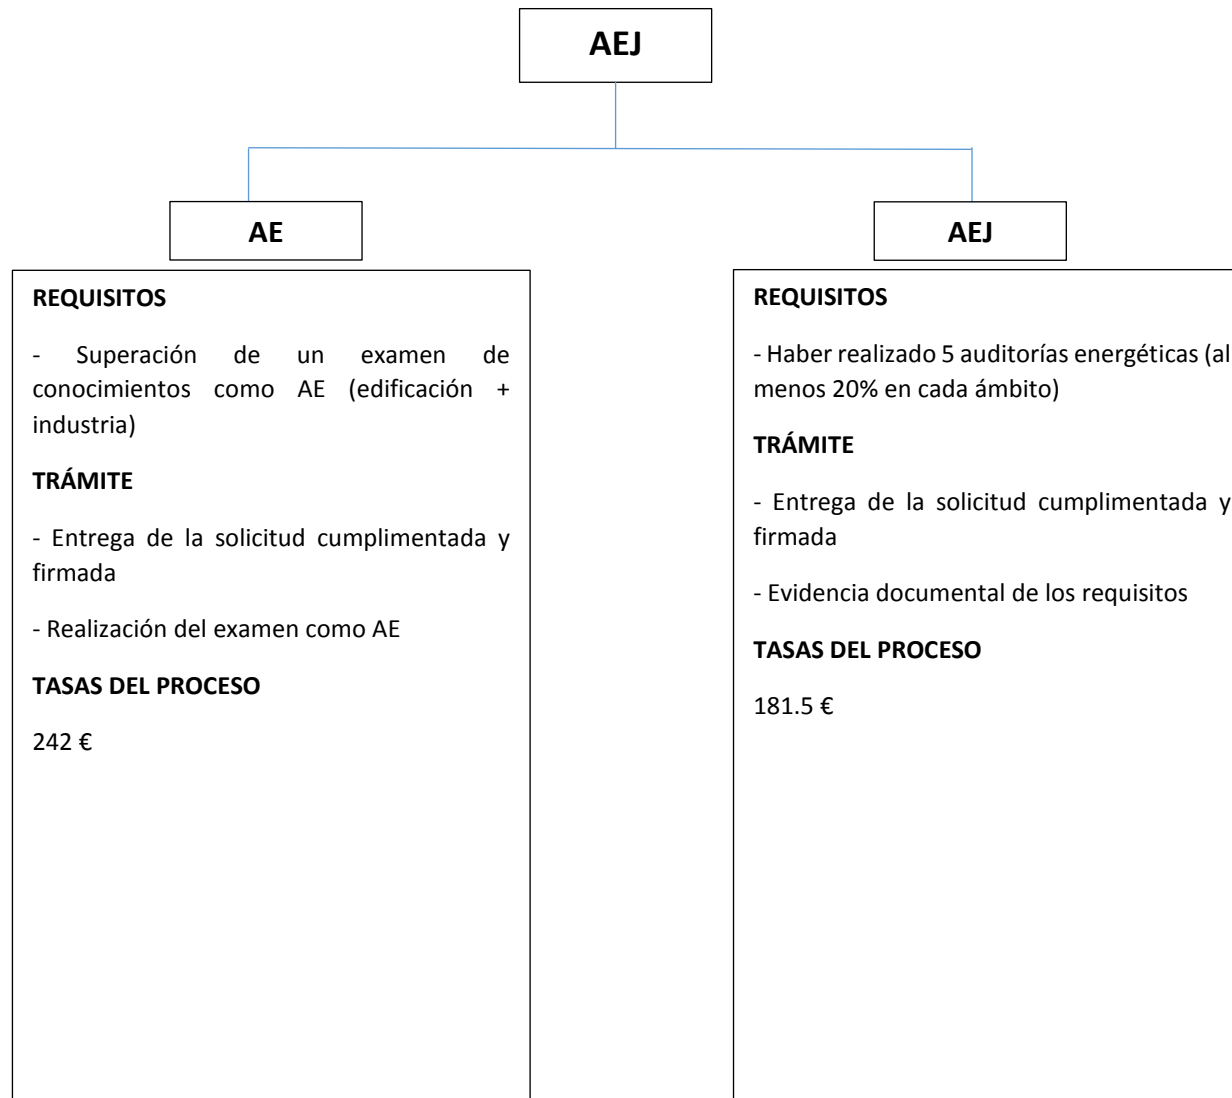 AEJ
AE
REQUISITOS
- Superación de un examen de
conocimientos como AE (edificación +
industria)
TRÁMITE
- Entrega de la solicitud cumplimentada y
firmada
- Realización del examen como AE
TASAS DEL PROCESO
242 €
AEJ
REQUISITOS
- Haber realizado 5 auditorías energéticas (al
menos 20% en cada ámbito)
TRÁMITE
- Entrega de la solicitud cumplimentada y
firmada
- Evidencia documental de los requisitos
TASAS DEL PROCESO
181.5 €